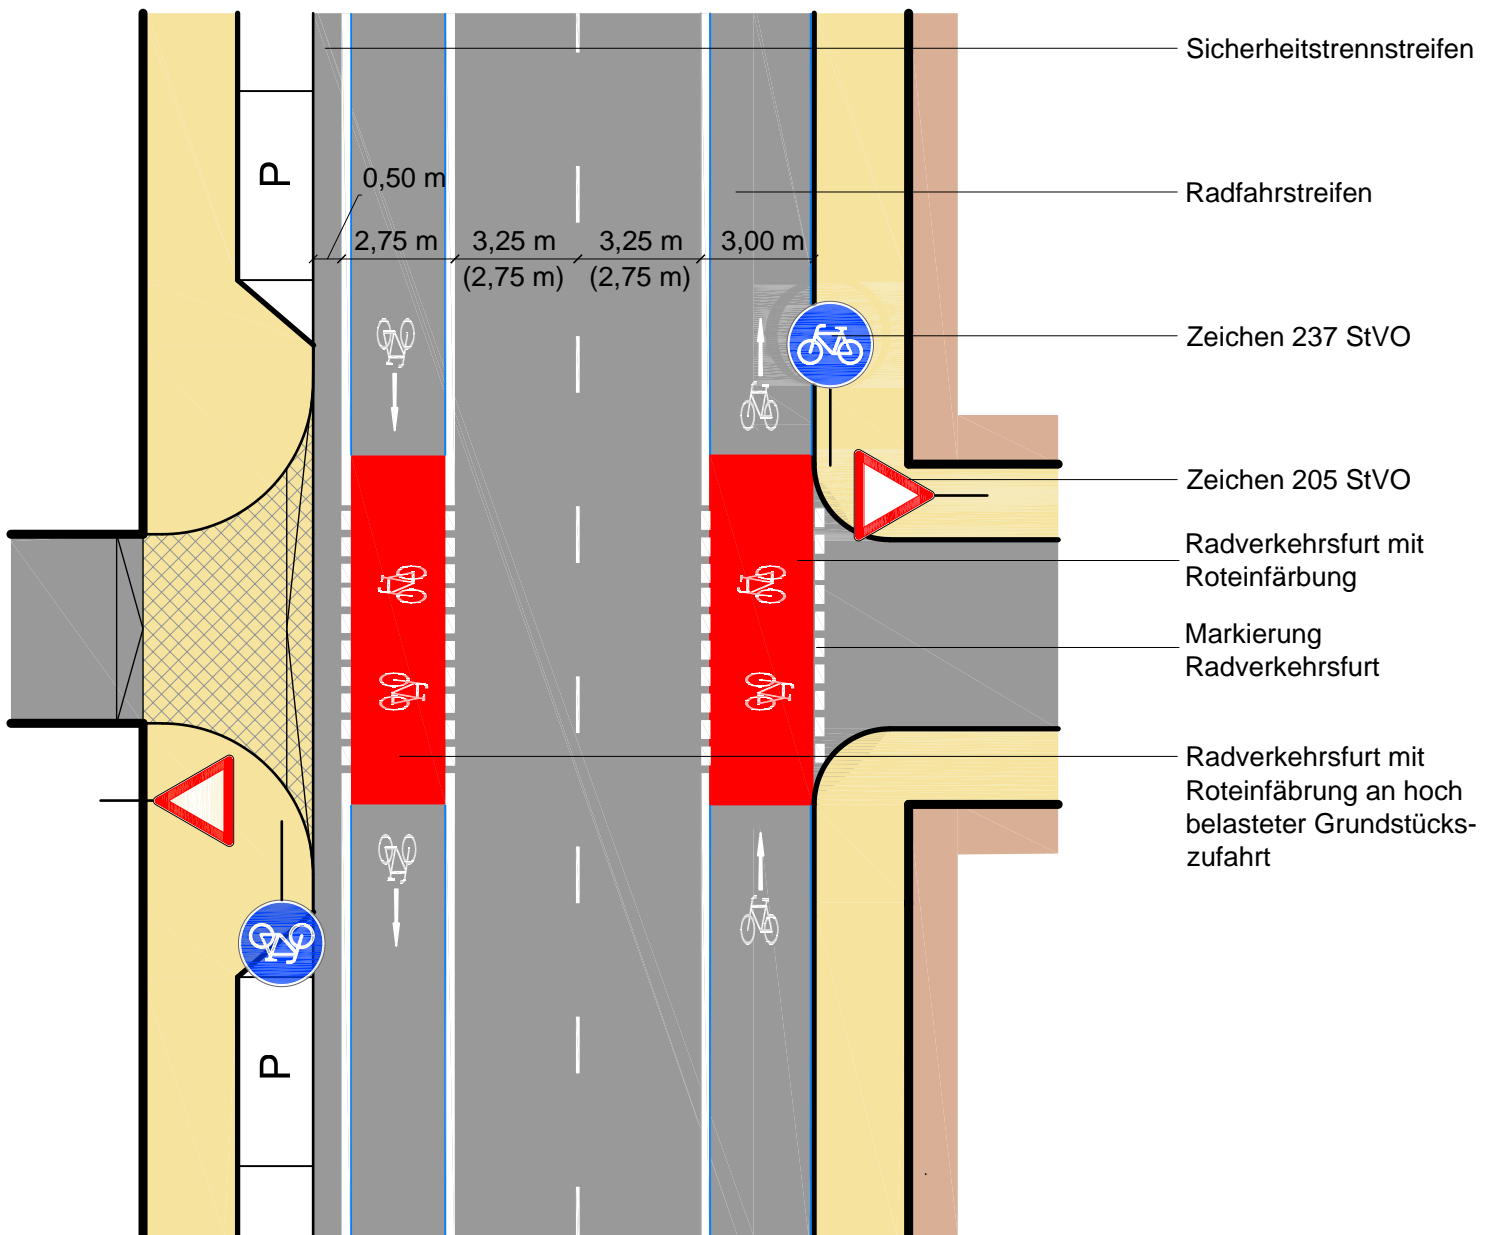 Sicherheitstrennstreifen
P
0,50 m
Radfahrstreifen
2,75 m 3,25 m 3,25 m 3,00 m
(2,75 m) (2,75 m)
Zeichen 237 StVO
Zeichen 205 StVO
Radverkehrsfurt mit
Roteinfärbung
Markierung
Radverkehrsfurt
Radverkehrsfurt mit
Roteinfäbrung an hoch
belasteter Grundstücks-
zufahrt
P